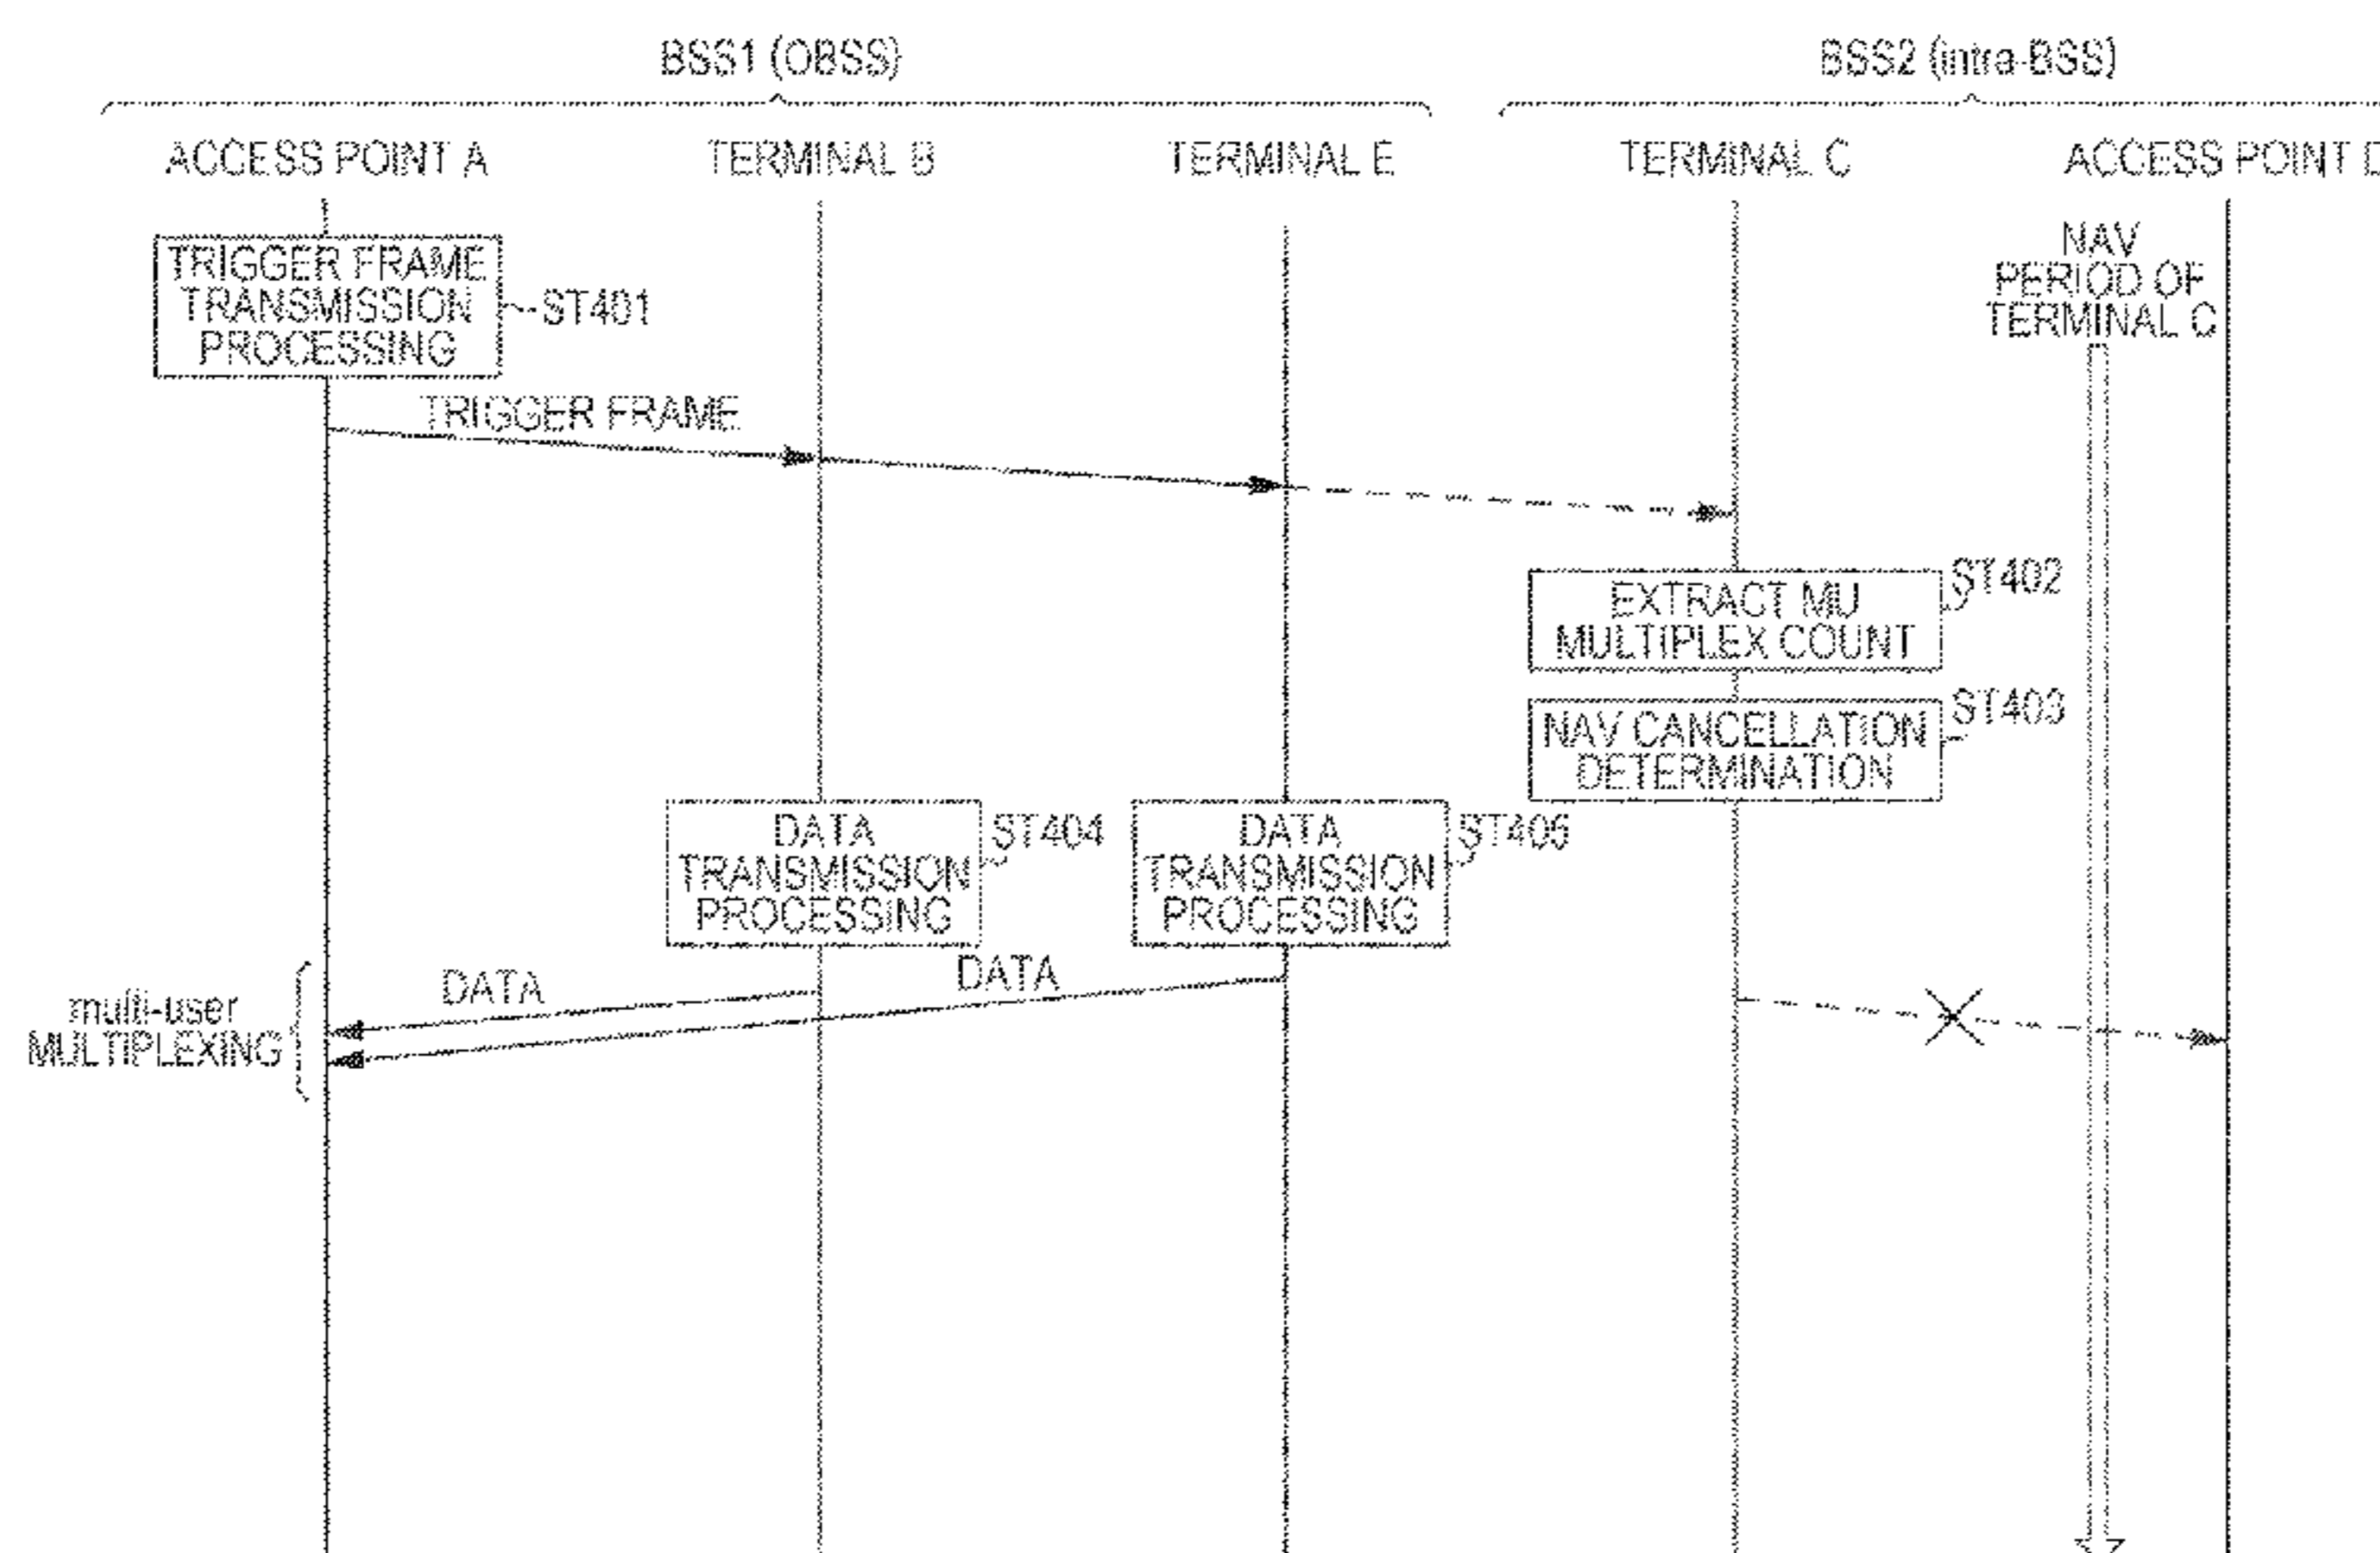 BSS1 (OBSS)
BSS2 (intra-BSS)
ACCESS POINT A
TERMINAL B
TERMINAL E
TERMINAL C
ACCESS POINT D
NAV
PERIOD OF
TERMINAL C
TRIGGER FRAME
TRANSMISSION
PROCESSING
ST401
TRIGGER FRAME
EXTRACT MU
MULTIPLEX COUNT
ST402
NAV CANCELLATION
DETERMINATION
ST403
DATA
TRANSMISSION
PROCESSING
ST404
DATA
TRANSMISSION
PROCESSING
ST405
DATA
DATA
multi-user
MULTIPLEXING